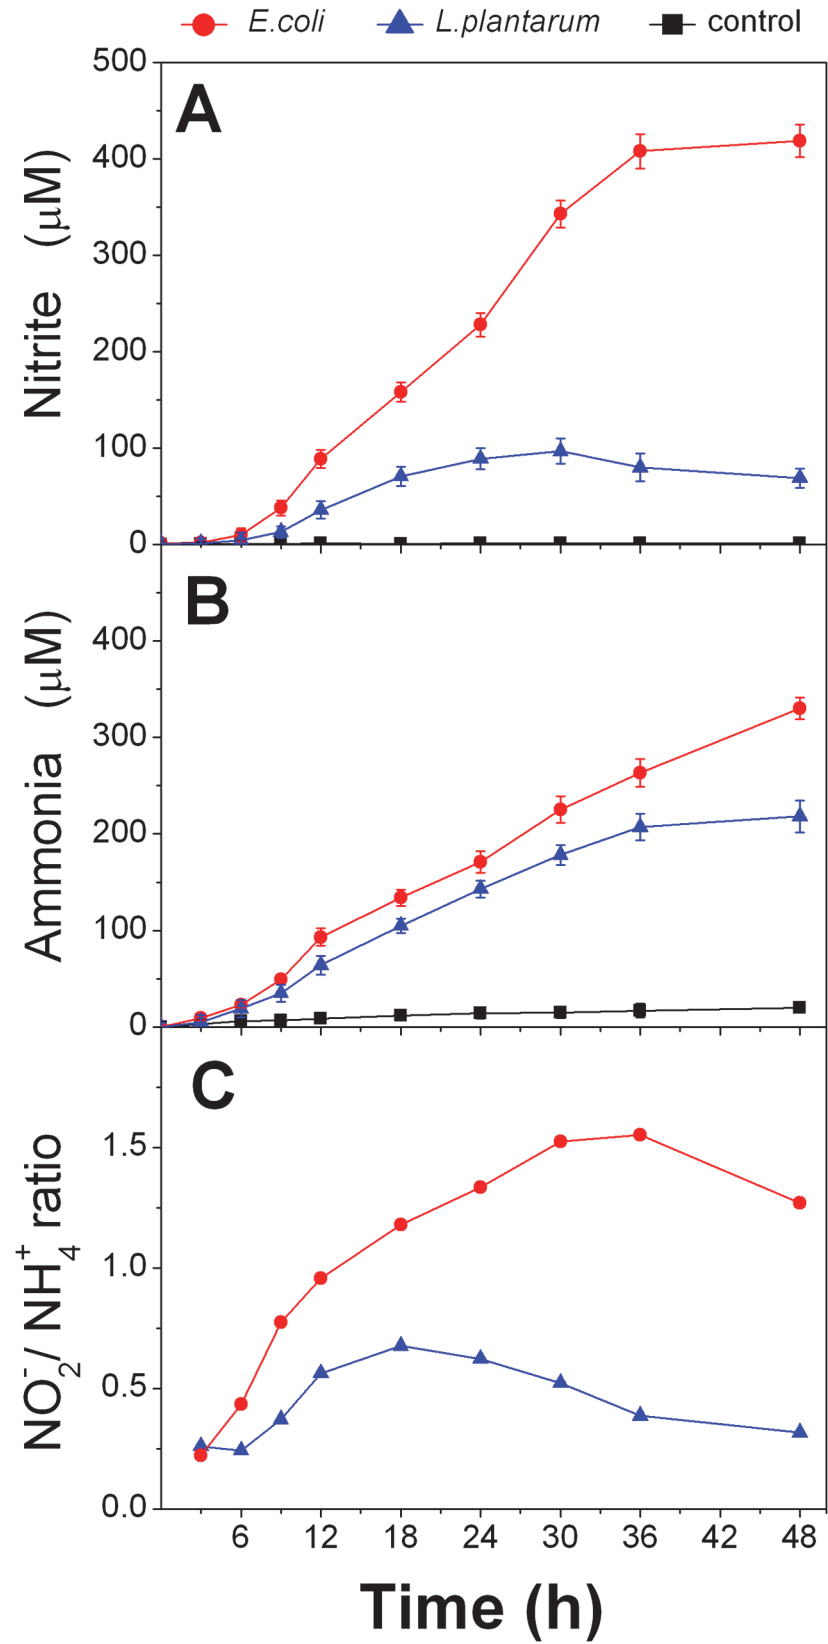 E.coli L.plantarum control
A
Nitrite (μM)
500
400
300
200
100
0
B
Ammonia (μM)
400
300
200
100
0
C
NO₂⁻/ NH₄⁺ ratio
1.5
1.0
0.5
0.0
6 12 18 24 30 36 42 48
Time (h)